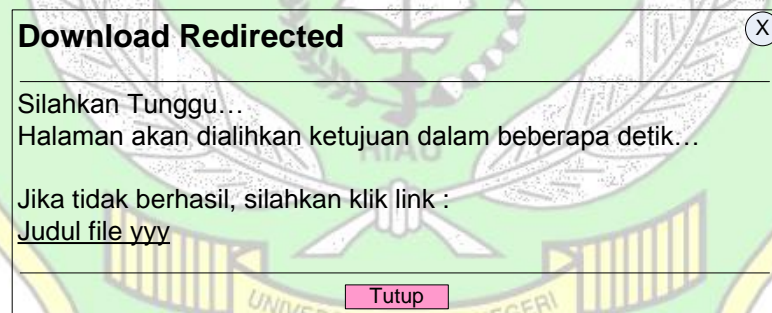 Download Redirected
X
Silahkan Tunggu…
Halaman akan dialihkan ketujuan dalam beberapa detik…
RIAU
Jika tidak berhasil, silahkan klik link :
Judul file yyy
Tutup